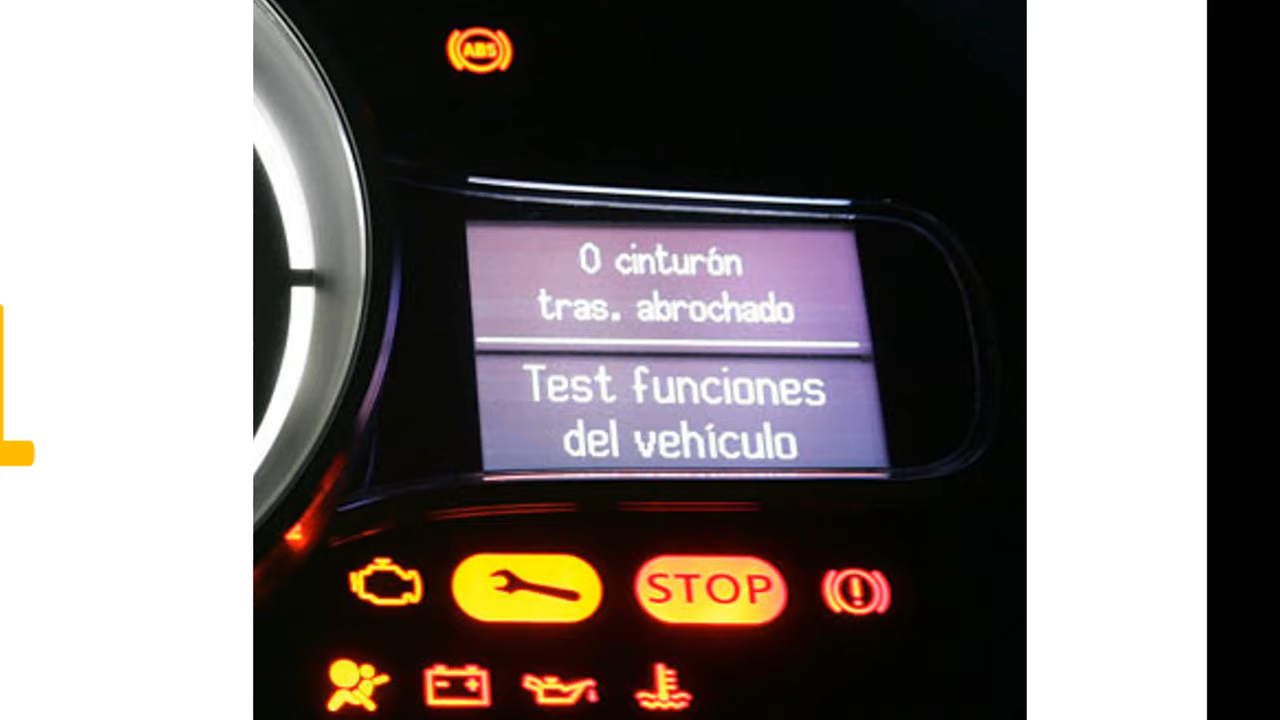 ABS
0 cinturón
tras. abrochado
Test funciones
del vehículo
STOP